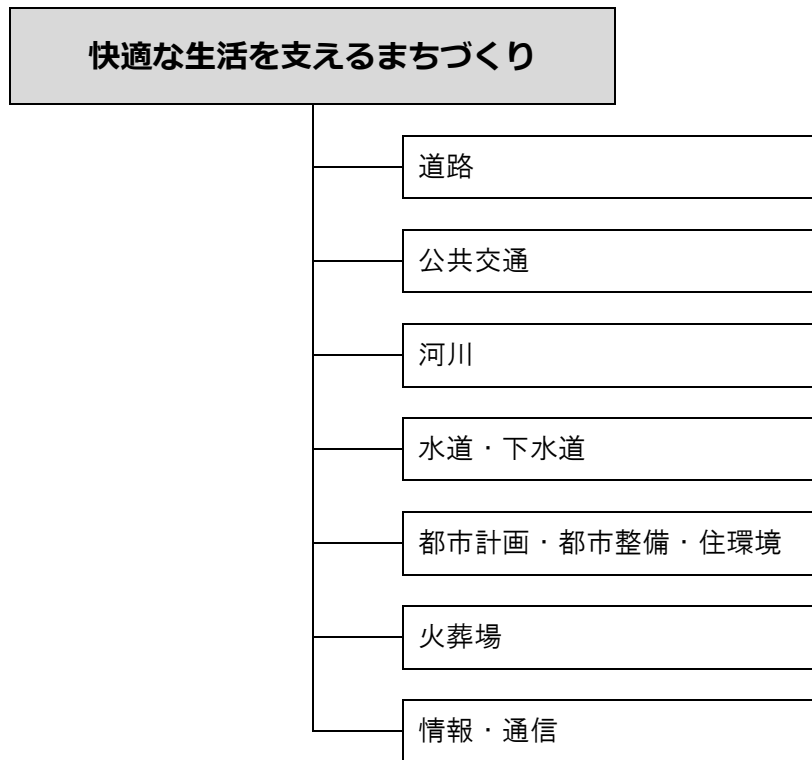 快適な生活を支えるまちづくり
道路
公共交通
河川
水道・下水道
都市計画・都市整備・住環境
火葬場
情報・通信